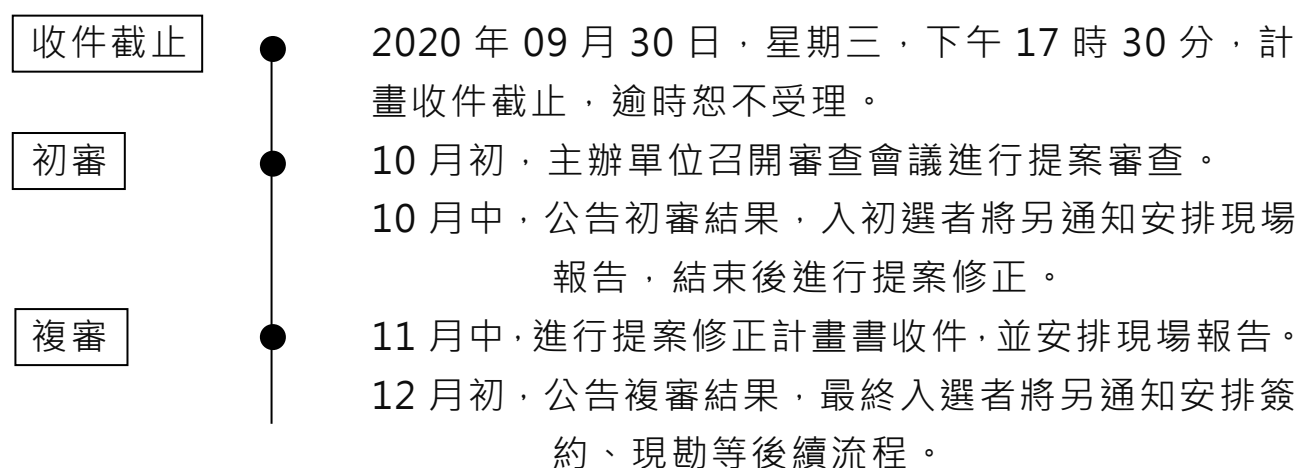 收件截止
2020 年 09 月 30 日，星期三，下午 17 時 30 分，計
畫收件截止，逾時恕不受理。
初審
10 月初，主辦單位召開審查會議進行提案審查。
10 月中，公告初審結果，入初選者將另通知安排現場
報告，結束後進行提案修正。
複審
11 月中，進行提案修正計畫書收件，並安排現場報告。
12 月初，公告複審結果，最終入選者將另通知安排簽
約、現勘等後續流程。